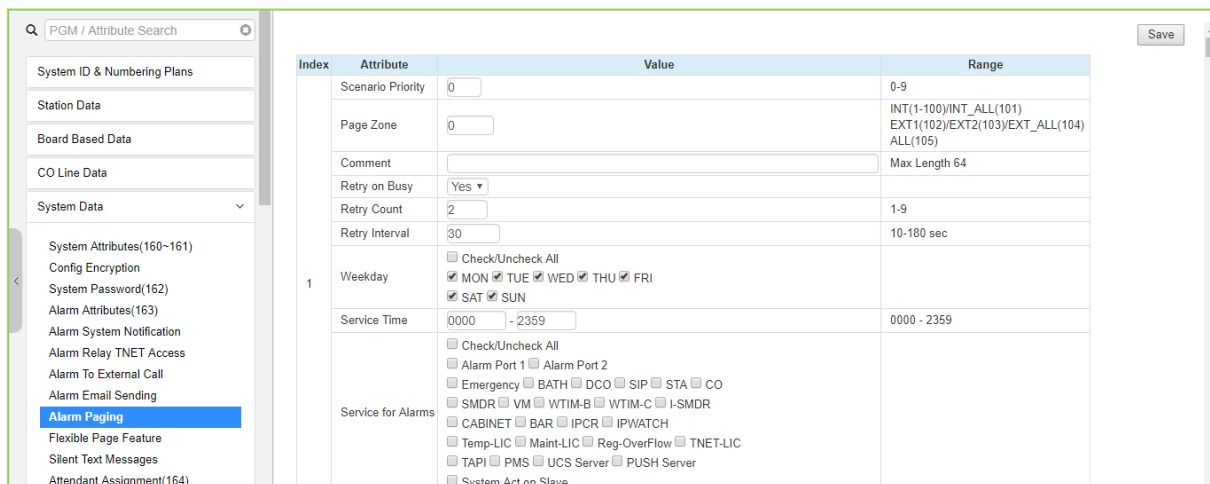 PGM / Attribute Search
System ID & Numbering Plans
Station Data
Board Based Data
CO Line Data
System Data
System Attributes(160~161)
Config Encryption
System Password(162)
Alarm Attributes(163)
Alarm System Notification
Alarm Relay TNET Access
Alarm To External Call
Alarm Email Sending
Alarm Paging
Flexible Page Feature
Silent Text Messages
Attendant Assignment(164)
Save
Index Attribute Value Range
1
Scenario Priority 0 0-9
Page Zone 0 INT(1-100)/INT_ALL(101)
EXT1(102)/EXT2(103)/EXT_ALL(104)
ALL(105)
Comment Max Length 64
Retry on Busy Yes
Retry Count 2 1-9
Retry Interval 30 10-180 sec
Weekday
Check/Uncheck All
MON TUE WED THU FRI
SAT SUN
Service Time 0000 - 2359 0000 - 2359
Service for Alarms
Check/Uncheck All
Alarm Port 1 Alarm Port 2
Emergency BATH DCO SIP STA CO
SMDR VM WTIM-B WTIM-C I-SMDR
CABINET BAR IPCR IPWATCH
Temp-LIC Maint-LIC Reg-OverFlow TNET-LIC
TAPI PMS UCS Server PUSH Server
System Act on Slave